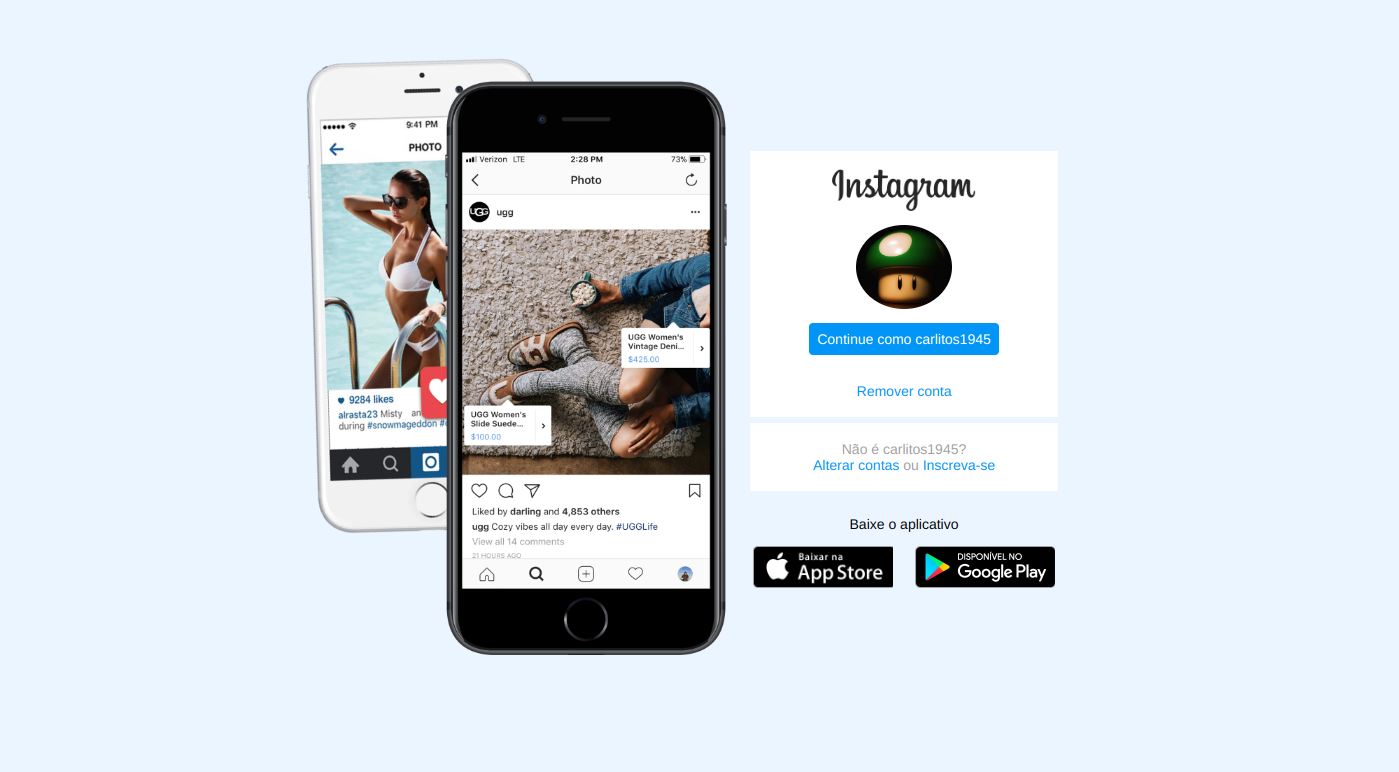 9:41 PM
PHOTO
9284 likes
alrasta23 Misty an
during #snowmageddon
Verizon LTE
2:28 PM
73%
Photo
UGG
ugg
UGG Women's
Vintage Deni...
$425.00
UGG Women's
Slide Suede...
$100.00
Liked by darling and 4,853 others
ugg Cozy vibes all day every day. #UGGLife
View all 14 comments
21 HOURS AGO
Instagram
Continue como carlitos1945
Remover conta
Não é carlitos1945?
Alterar contas ou Inscreva-se
Baixe o aplicativo
Baixar na
App Store
DISPONÍVEL NO
Google Play